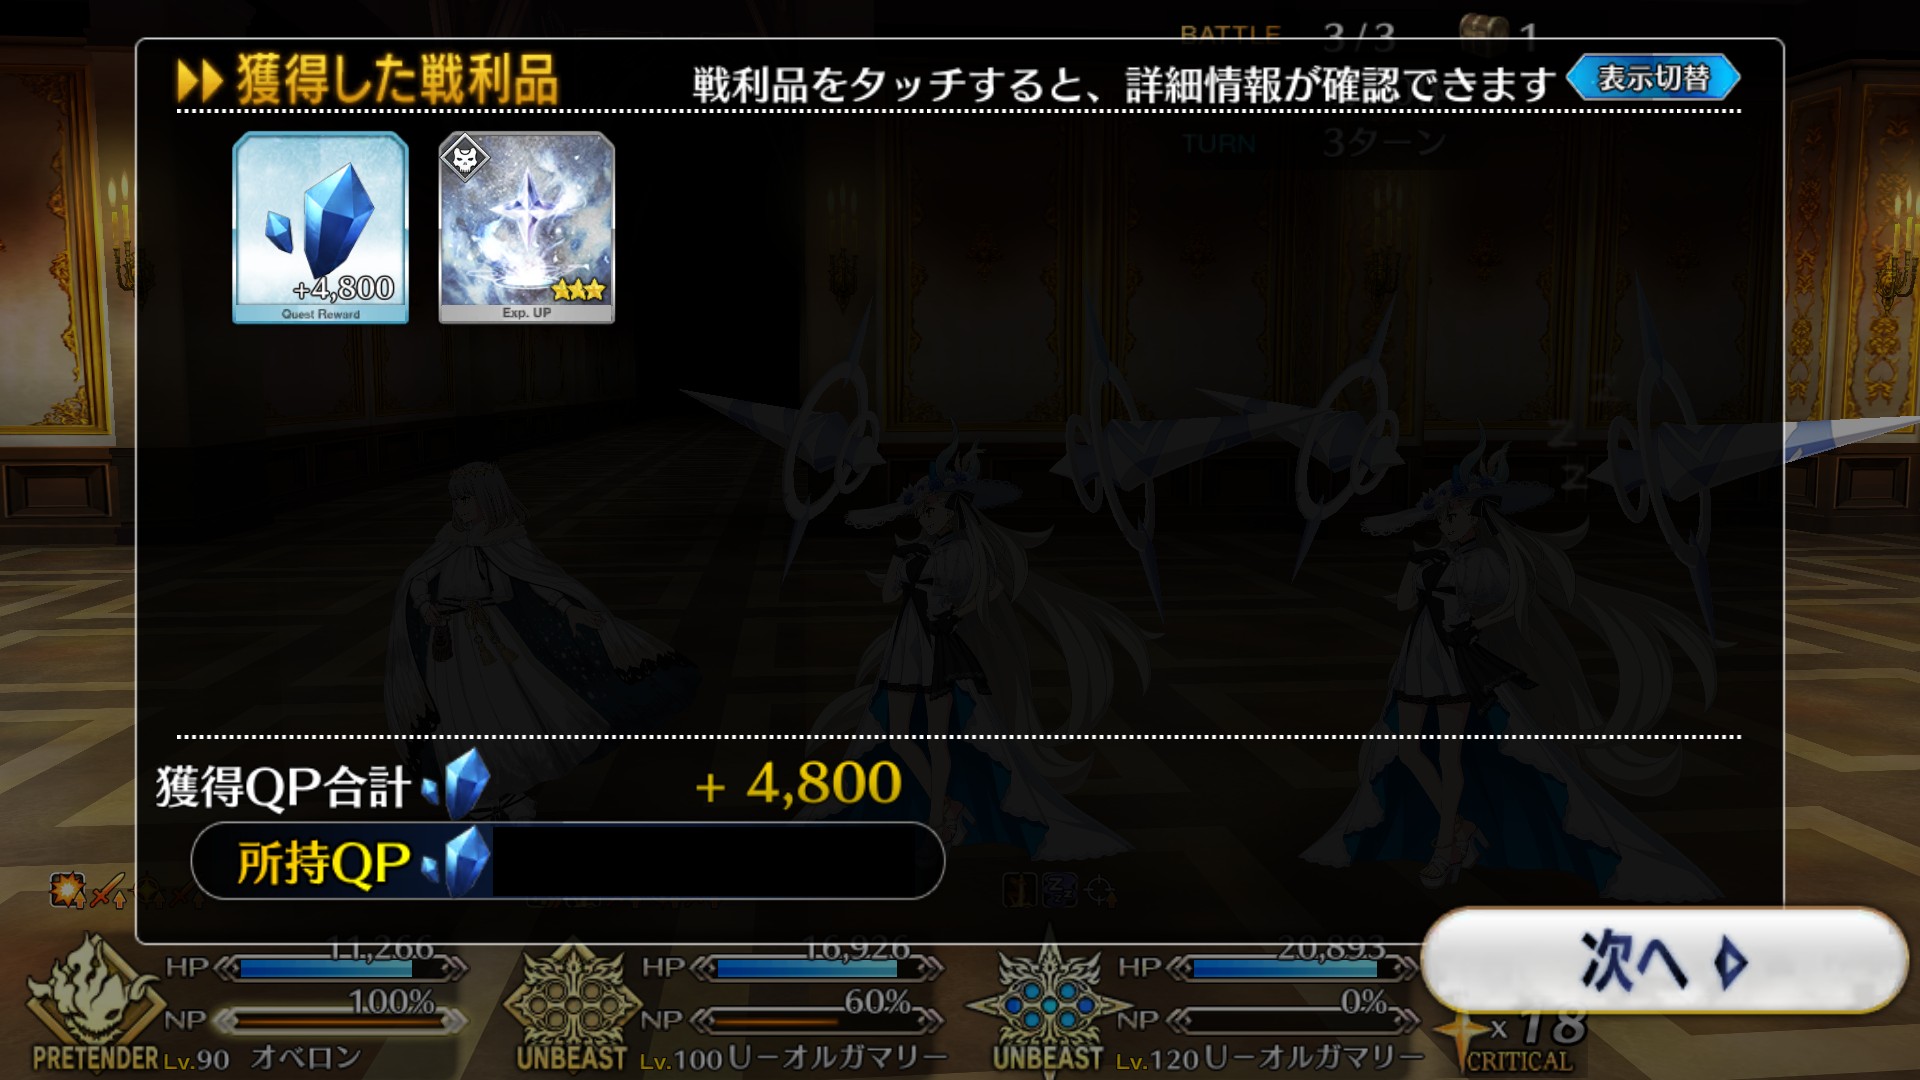 BATTLE 3/3 1
獲得した戦利品
戦利品をタッチすると、詳細情報が確認できます
表示切替
TURN 3ターン
+4,800
Quest Reward
Exp. UP
Z
Z
獲得QP合計 + 4,800
所持QP
次へ
HP 11,266
NP 100%
PRETENDER Lv.90 オベロン
HP 16,926
NP 60%
UNBEAST Lv.100 U-オルガマリー
HP 20,893
NP 0%
UNBEAST Lv.120 U-オルガマリー
x 18
CRITICAL